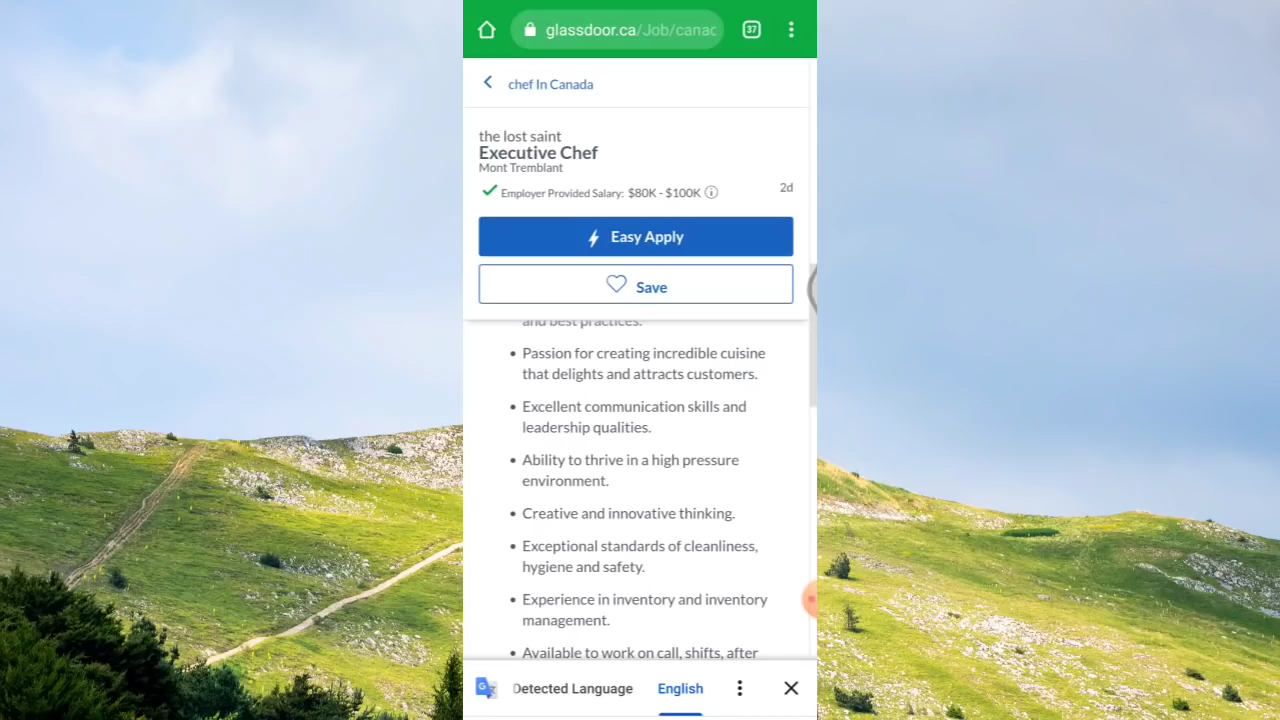 glassdoor.ca/Job/canac
37
chef In Canada
the lost saint
Executive Chef
Mont Tremblant
Employer Provided Salary: $80K - $100K
2d
Easy Apply
Save
and best practices.
• Passion for creating incredible cuisine
that delights and attracts customers.
• Excellent communication skills and
leadership qualities.
• Ability to thrive in a high pressure
environment.
• Creative and innovative thinking.
• Exceptional standards of cleanliness,
hygiene and safety.
• Experience in inventory and inventory
management.
• Available to work on call, shifts, after
Detected Language English